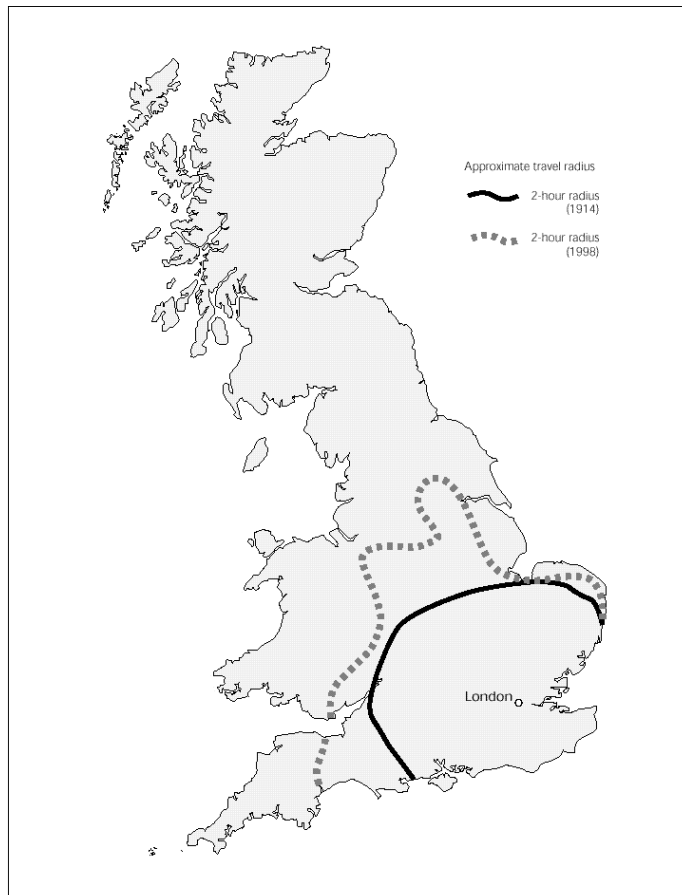 Approximate travel radius
2-hour radius
(1914)
2-hour radius
(1998)
London